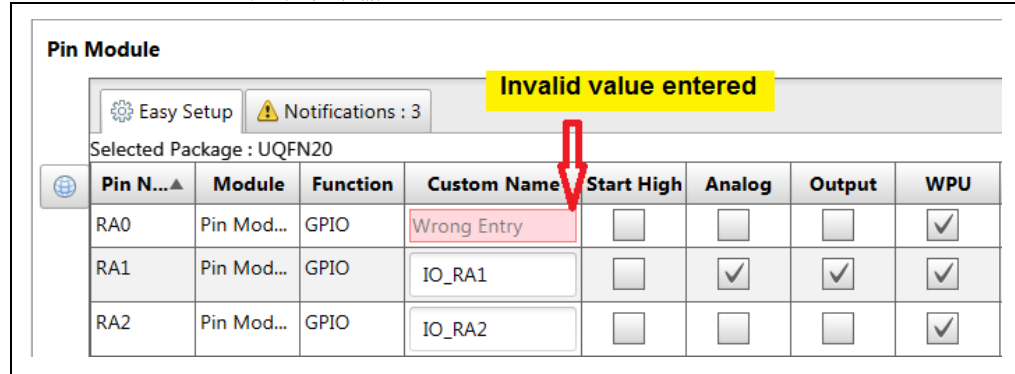 Pin Module
Invalid value entered
Easy Setup Notifications : 3
Selected Package : UQFN20
Pin N... Module Function Custom Name Start High Analog Output WPU
RA0 Pin Mod... GPIO Wrong Entry
RA1 Pin Mod... GPIO IO_RA1
RA2 Pin Mod... GPIO IO_RA2